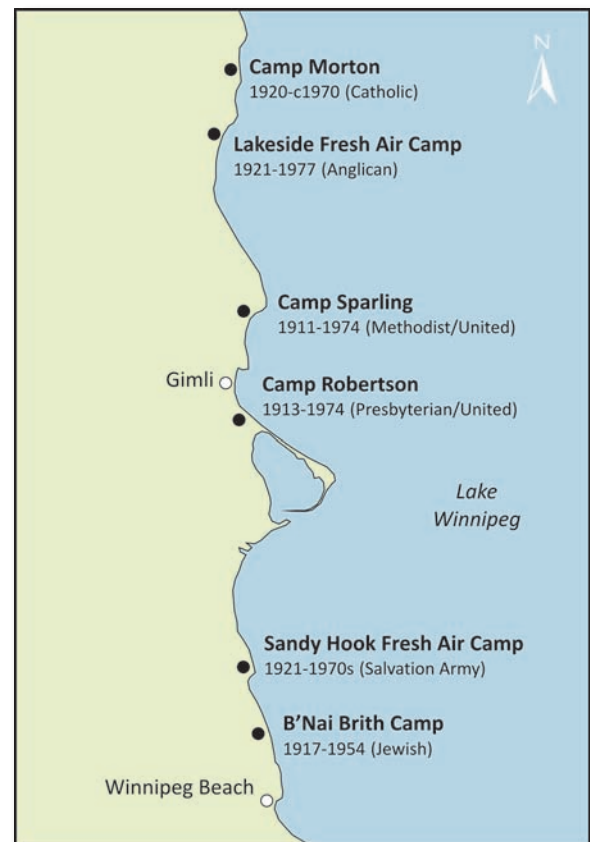 N
Camp Morton
1920-c1970 (Catholic)
Lakeside Fresh Air Camp
1921-1977 (Anglican)
Camp Sparling
1911-1974 (Methodist/United)
Gimli
Camp Robertson
1913-1974 (Presbyterian/United)
Lake
Winnipeg
Sandy Hook Fresh Air Camp
1921-1970s (Salvation Army)
B’Nai Brith Camp
1917-1954 (Jewish)
Winnipeg Beach